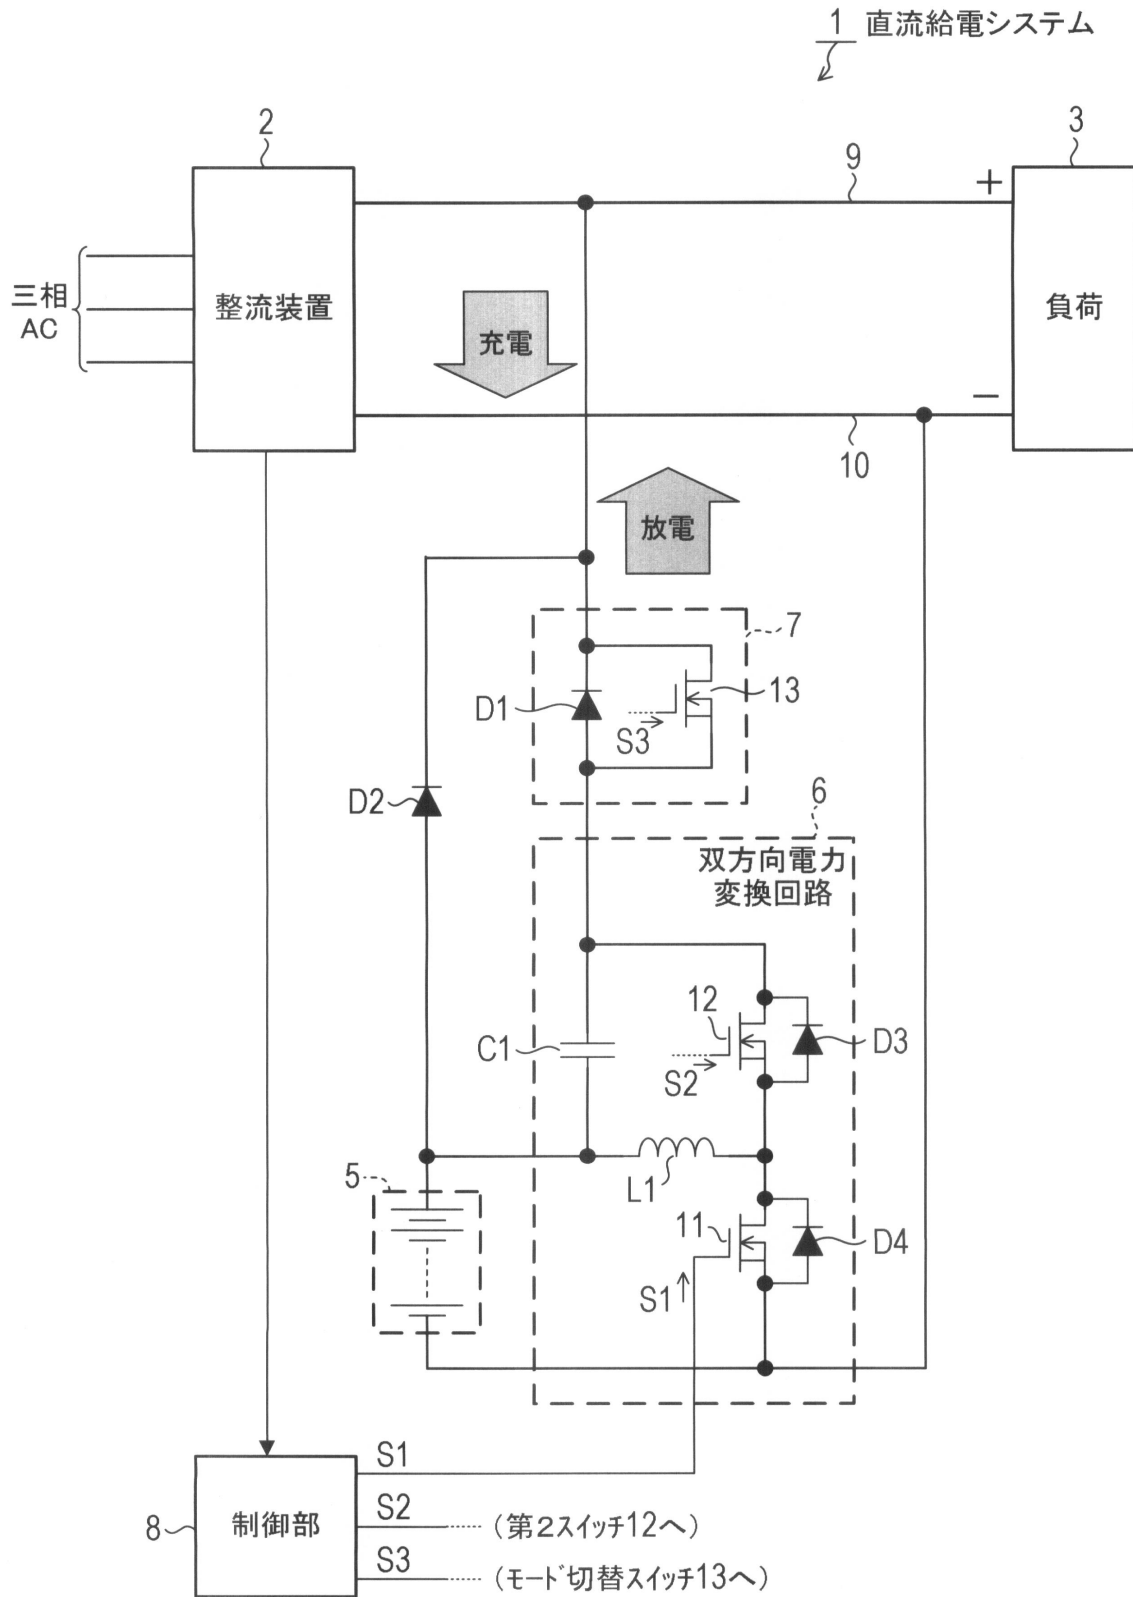 1 直流給電システム
2
3
9
+
三相
AC
整流装置
充電
負荷
−
10
放電
7
D1
13
S3
D2
6
双方向電力
変換回路
12
C1
D3
S2
5
L1
11
D4
S1
S1
8
制御部
S2
(第2スイッチ12へ)
S3
(モード切替スイッチ13へ)